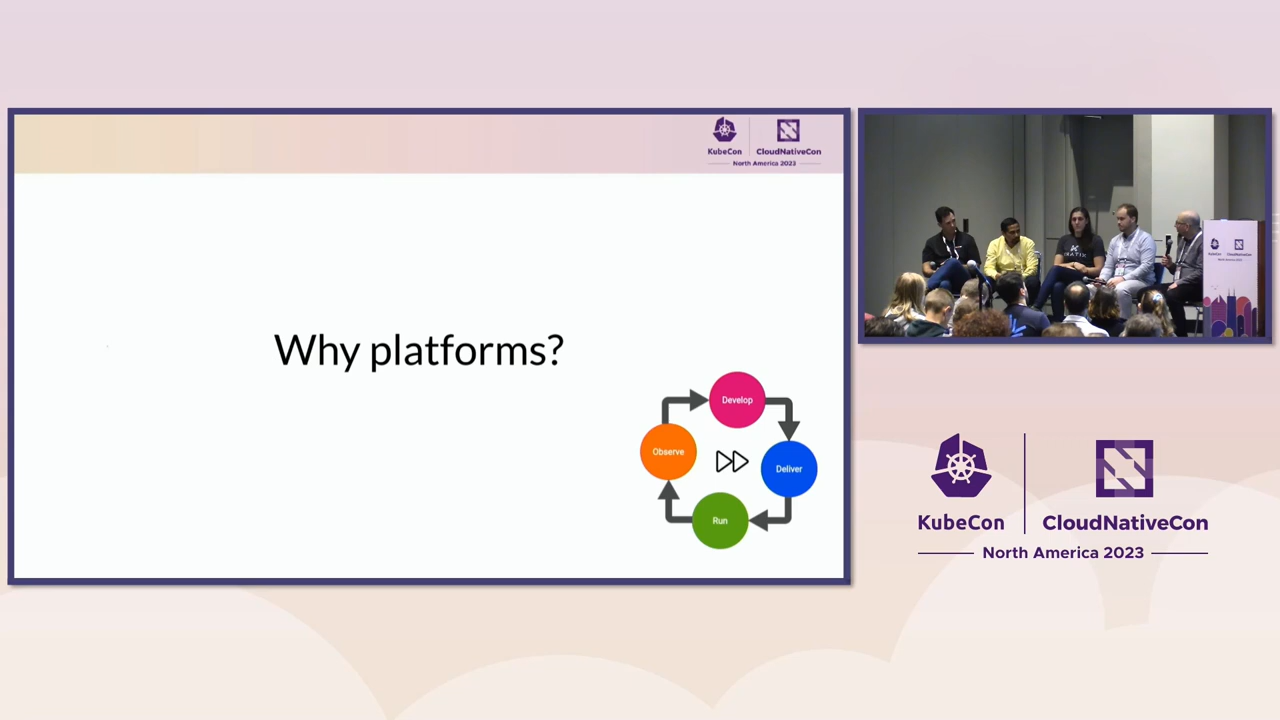 KubeCon
CloudNativeCon
North America 2023
Why platforms?
Develop
Observe
Deliver
Run
KubeCon
CloudNativeCon
North America 2023